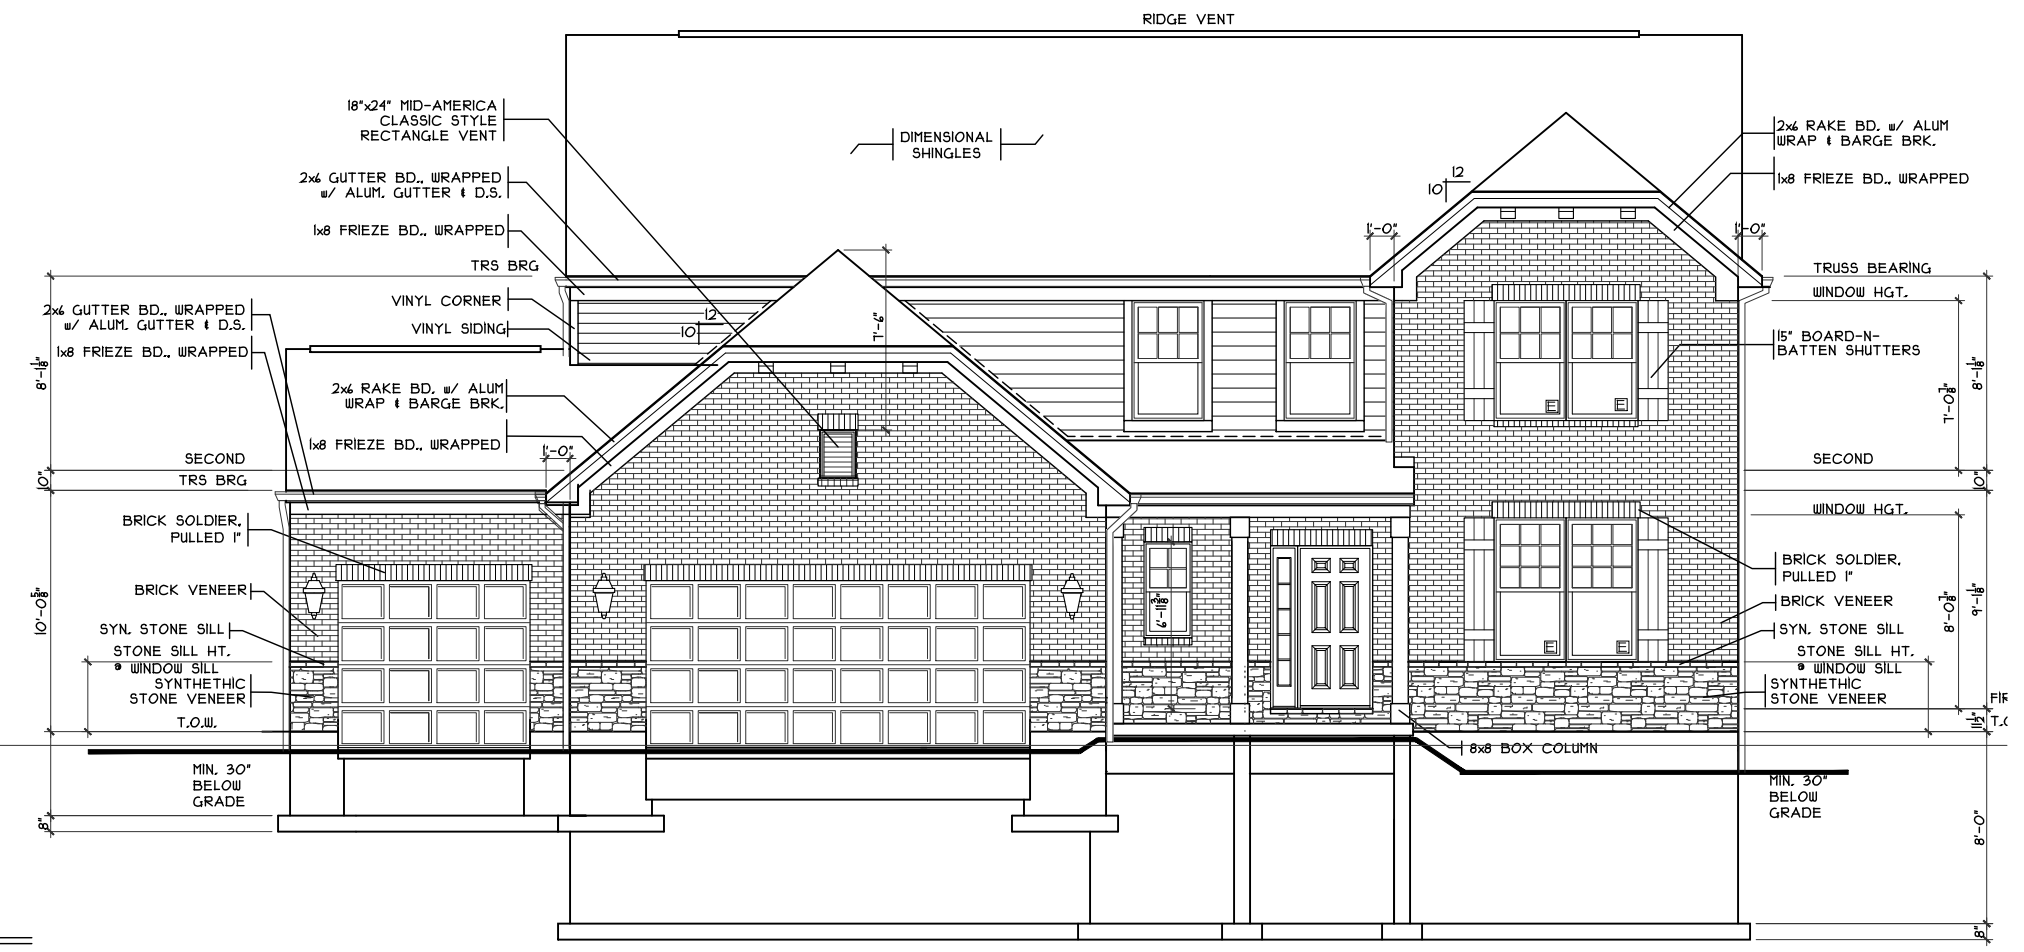 RIDGE VENT
18"x24" MID-AMERICA
CLASSIC STYLE
RECTANGLE VENT
DIMENSIONAL
SHINGLES
2x6 RAKE BD. w/ ALUM
WRAP & BARGE BRK.
1x8 FRIEZE BD., WRAPPED
12
10
2x6 GUTTER BD., WRAPPED
w/ ALUM. GUTTER & D.S.
1x8 FRIEZE BD., WRAPPED
1'-0"
1'-0"
TRS BRG
TRUSS BEARING
WINDOW HGT.
VINYL CORNER
2x6 GUTTER BD., WRAPPED
w/ ALUM. GUTTER & D.S.
12
10
VINYL SIDING
7'-6"
15" BOARD-N-
BATTEN SHUTTERS
1x8 FRIEZE BD., WRAPPED
8'-1 1/8"
8'-1 1/8"
7'-0 7/8"
2x6 RAKE BD. w/ ALUM
WRAP & BARGE BRK.
E
E
1x8 FRIEZE BD., WRAPPED
1'-0"
SECOND
SECOND
10"
10"
TRS BRG
WINDOW HGT.
BRICK SOLDIER,
PULLED 1"
BRICK SOLDIER,
PULLED 1"
BRICK VENEER
BRICK VENEER
10'-0 5/8"
6'-11 3/8"
8'-0 7/8"
9'-1 1/8"
SYN. STONE SILL
SYN. STONE SILL
STONE SILL HT.
@ WINDOW SILL
STONE SILL HT.
@ WINDOW SILL
E
E
SYNTHETHIC
STONE VENEER
SYNTHETHIC
STONE VENEER
T.O.W.
11 1/2"
8x8 BOX COLUMN
MIN. 30"
BELOW
GRADE
MIN. 30"
BELOW
GRADE
8"
8'-0"
8"